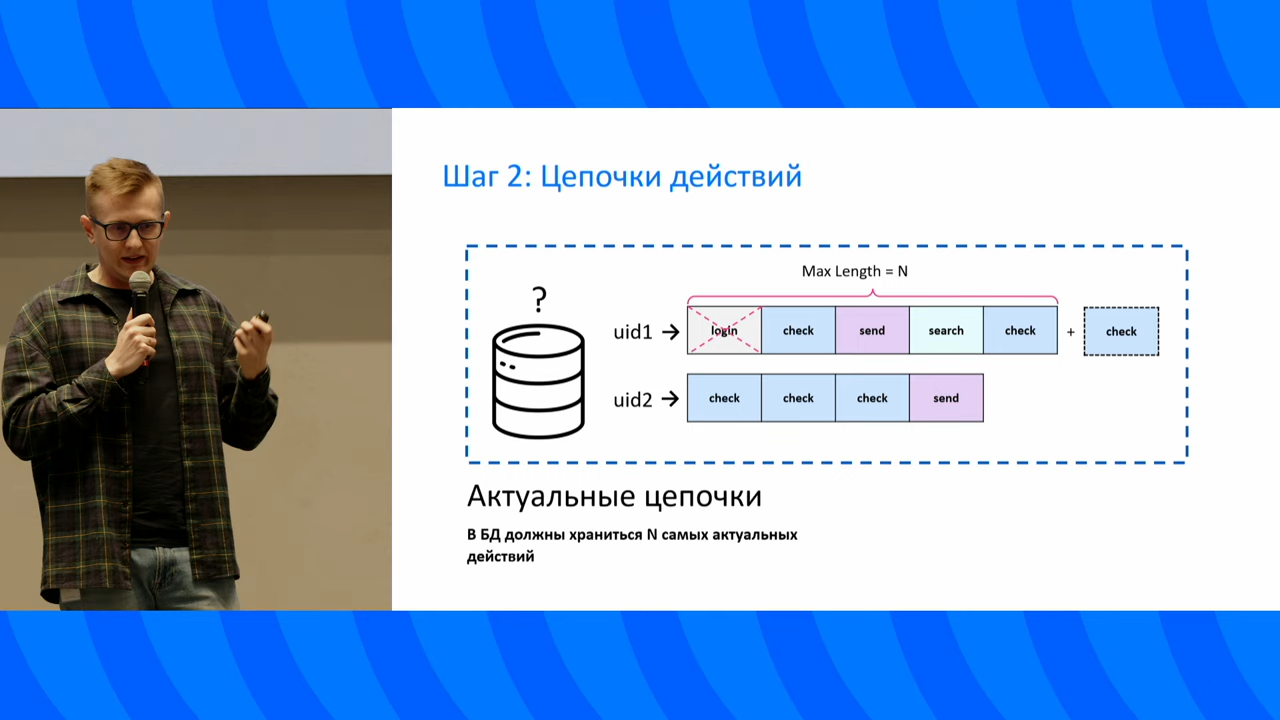 Шаг 2: Цепочки действий
Max Length = N
?
uid1 → login check send search check + check
uid2 → check check check send
Актуальные цепочки
В БД должны храниться N самых актуальных
действий